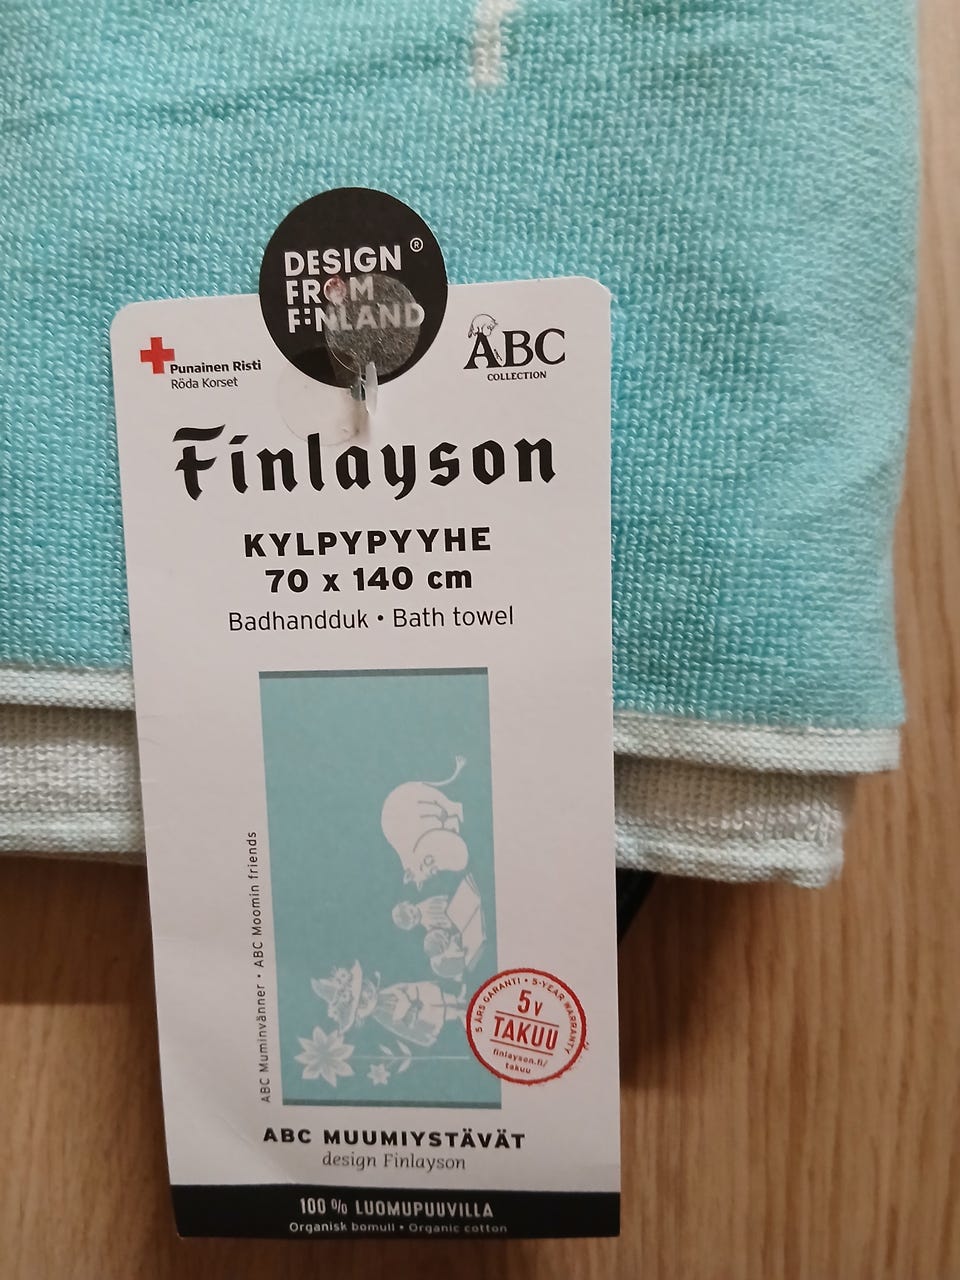 DESIGN ®
FROM
FINLAND
Punainen Risti
Röda Korset
ABC
COLLECTION
Finlayson
KYLPYPYYHE
70 x 140 cm
Badhandduk • Bath towel
ABC Muminvänner • ABC Moomin friends
5 ÅRS GARANTI • 5-YEAR WARRANTY
5v
TAKUU
finlayson.fi/
takuu
ABC MUUMIYSTÄVÄT
design Finlayson
100 % LUOMUPUUVILLA
Organisk bomull • Organic cotton